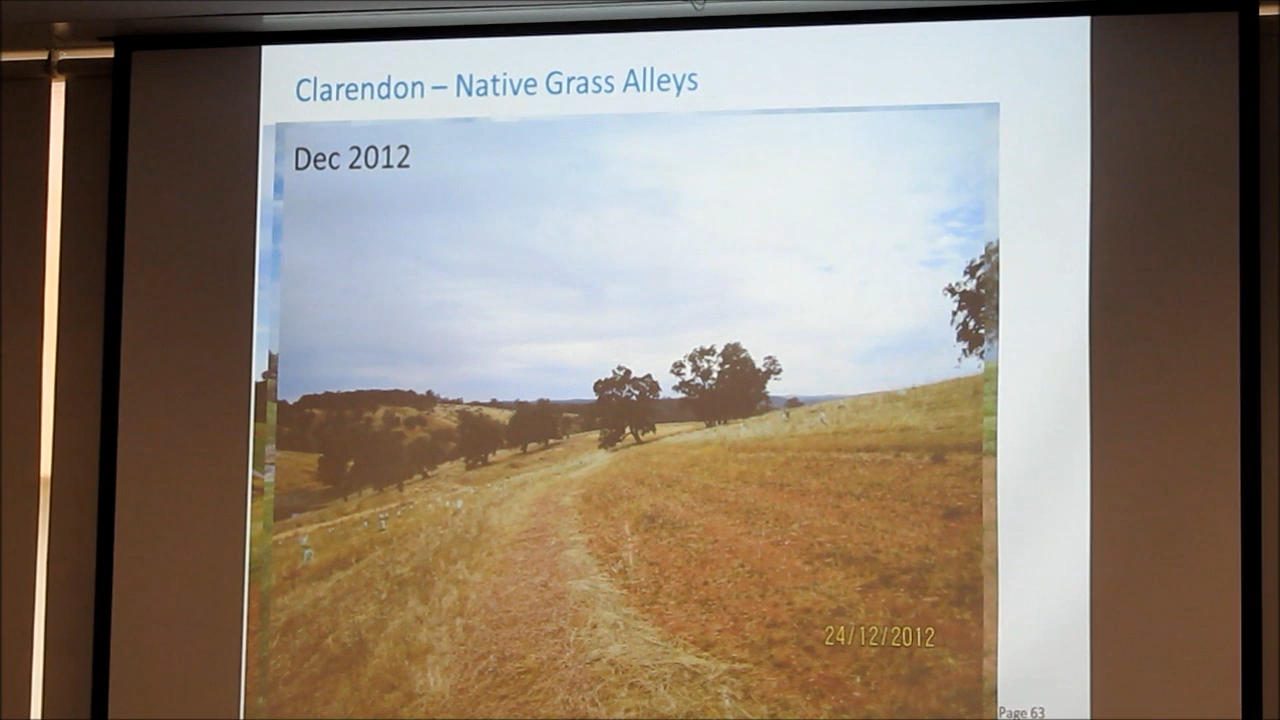 Clarendon – Native Grass Alleys
Dec 2012
24/12/2012
Page 63